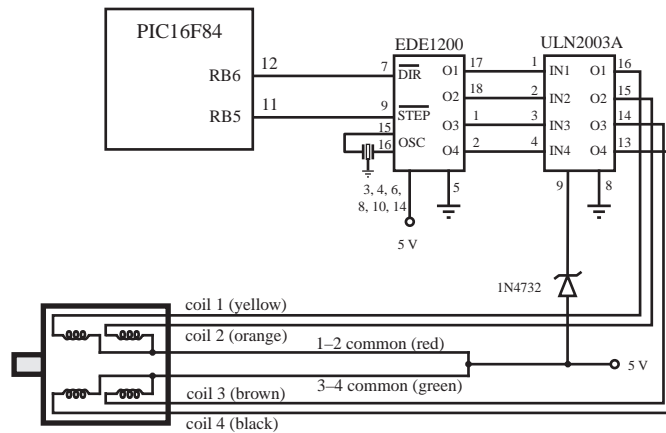 PIC16F84
EDE1200
ULN2003A
RB6
12
7
DIR
O1
17
1
IN1
O1
16
O2
18
2
IN2
O2
15
RB5
11
9
STEP
O3
1
3
IN3
O3
14
15
OSC
16
O4
2
4
IN4
O4
13
3, 4, 6,
8, 10, 14
5
9
8
5 V
1N4732
coil 1 (yellow)
coil 2 (orange)
1–2 common (red)
5 V
3–4 common (green)
coil 3 (brown)
coil 4 (black)